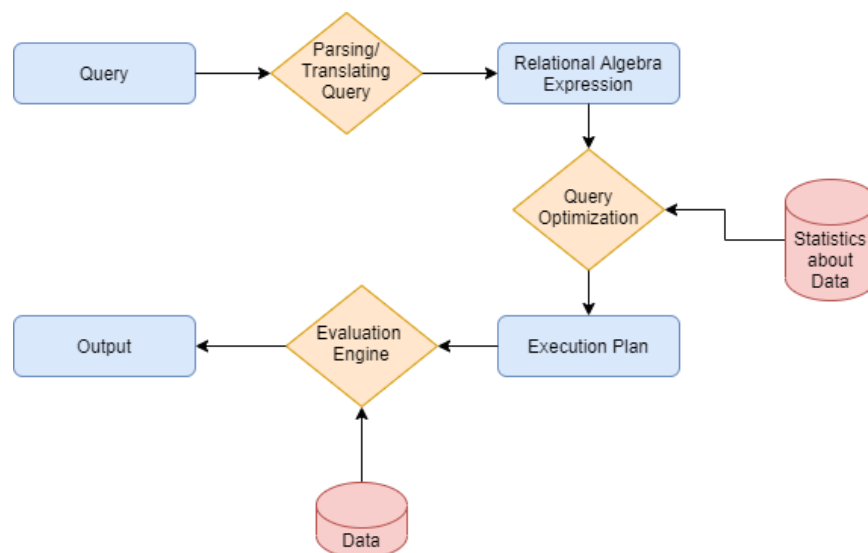 Query
Parsing/
Translating
Query
Relational Algebra
Expression
Query
Optimization
Statistics
about
Data
Output
Evaluation
Engine
Execution Plan
Data